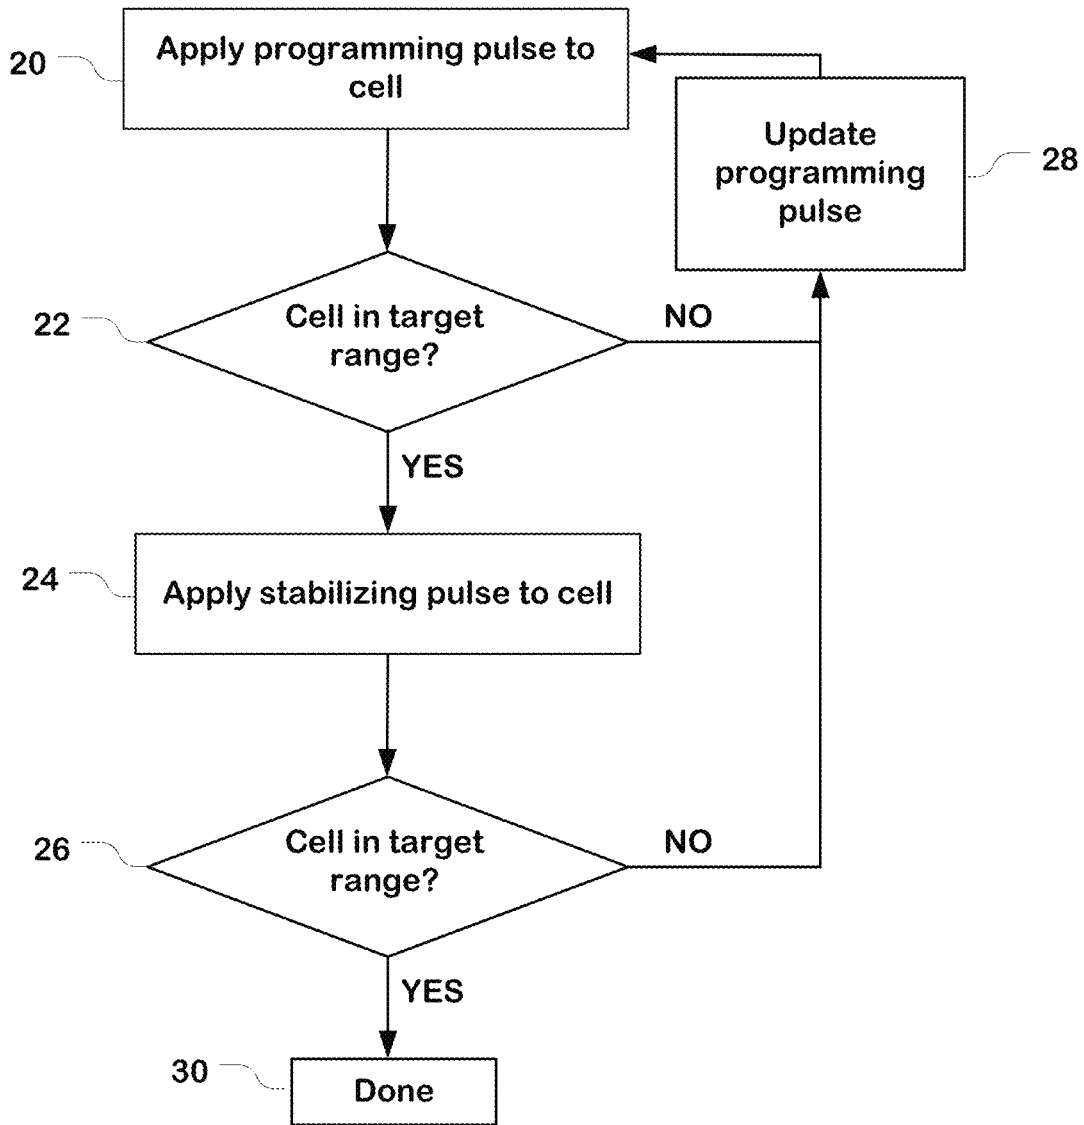 20
Apply programming pulse to
cell
Update
programming
pulse
28
22
Cell in target
range?
NO
YES
24
Apply stabilizing pulse to cell
26
Cell in target
range?
NO
YES
30
Done